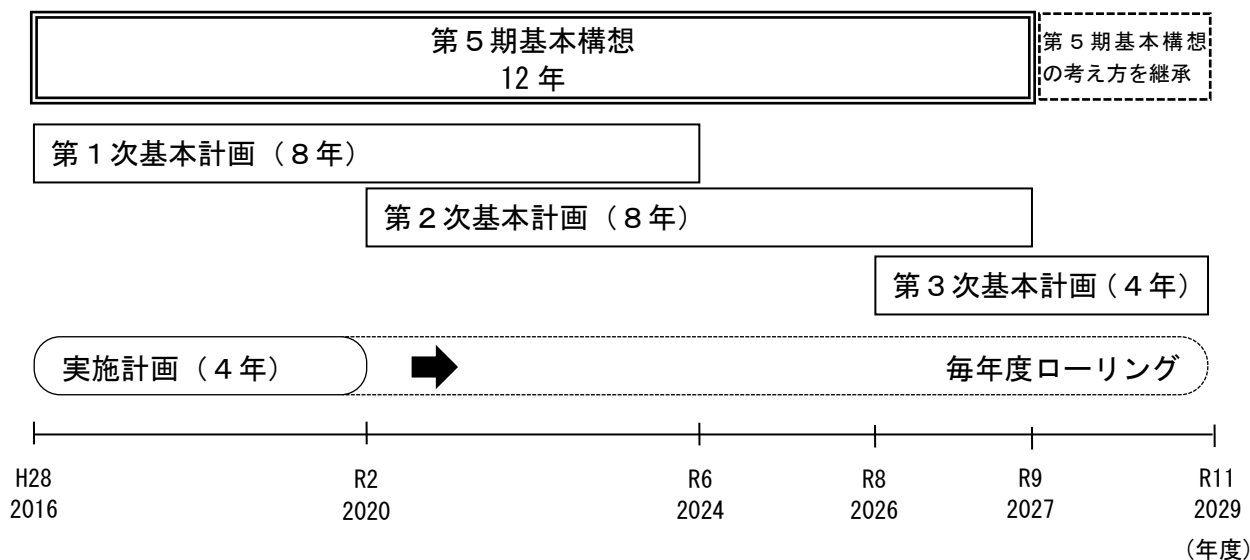 第５期基本構想
12 年
第５期基本構想
の考え方を継承
第１次基本計画（８年）
第２次基本計画（８年）
第３次基本計画（４年）
実施計画（４年）
毎年度ローリング
H28
2016
R2
2020
R6
2024
R8
2026
R9
2027
R11
2029
（年度）